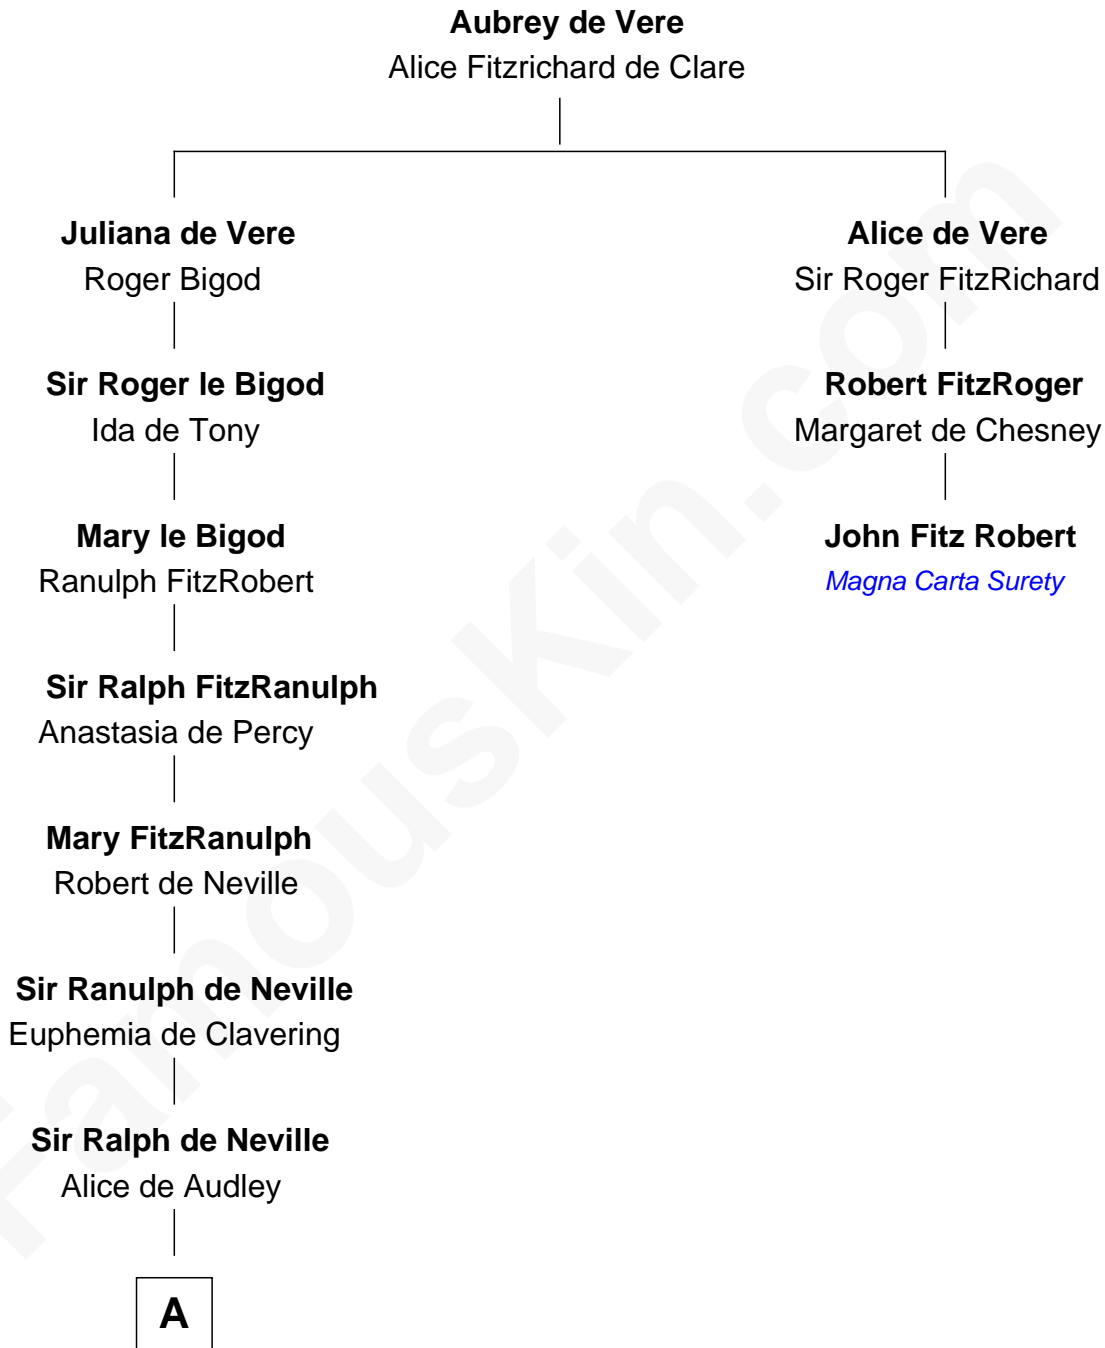 Aubrey de Vere
Alice Fitzrichard de Clare
Juliana de Vere
Roger Bigod
Alice de Vere
Sir Roger FitzRichard
Sir Roger le Bigod
Ida de Tony
Robert FitzRoger
Margaret de Chesney
Mary le Bigod
Ranulph FitzRobert
John Fitz Robert
Magna Carta Surety
Sir Ralph FitzRanulph
Anastasia de Percy
Mary FitzRanulph
Robert de Neville
Sir Ranulph de Neville
Euphemia de Clavering
Sir Ralph de Neville
Alice de Audley
A
FamousKin.com